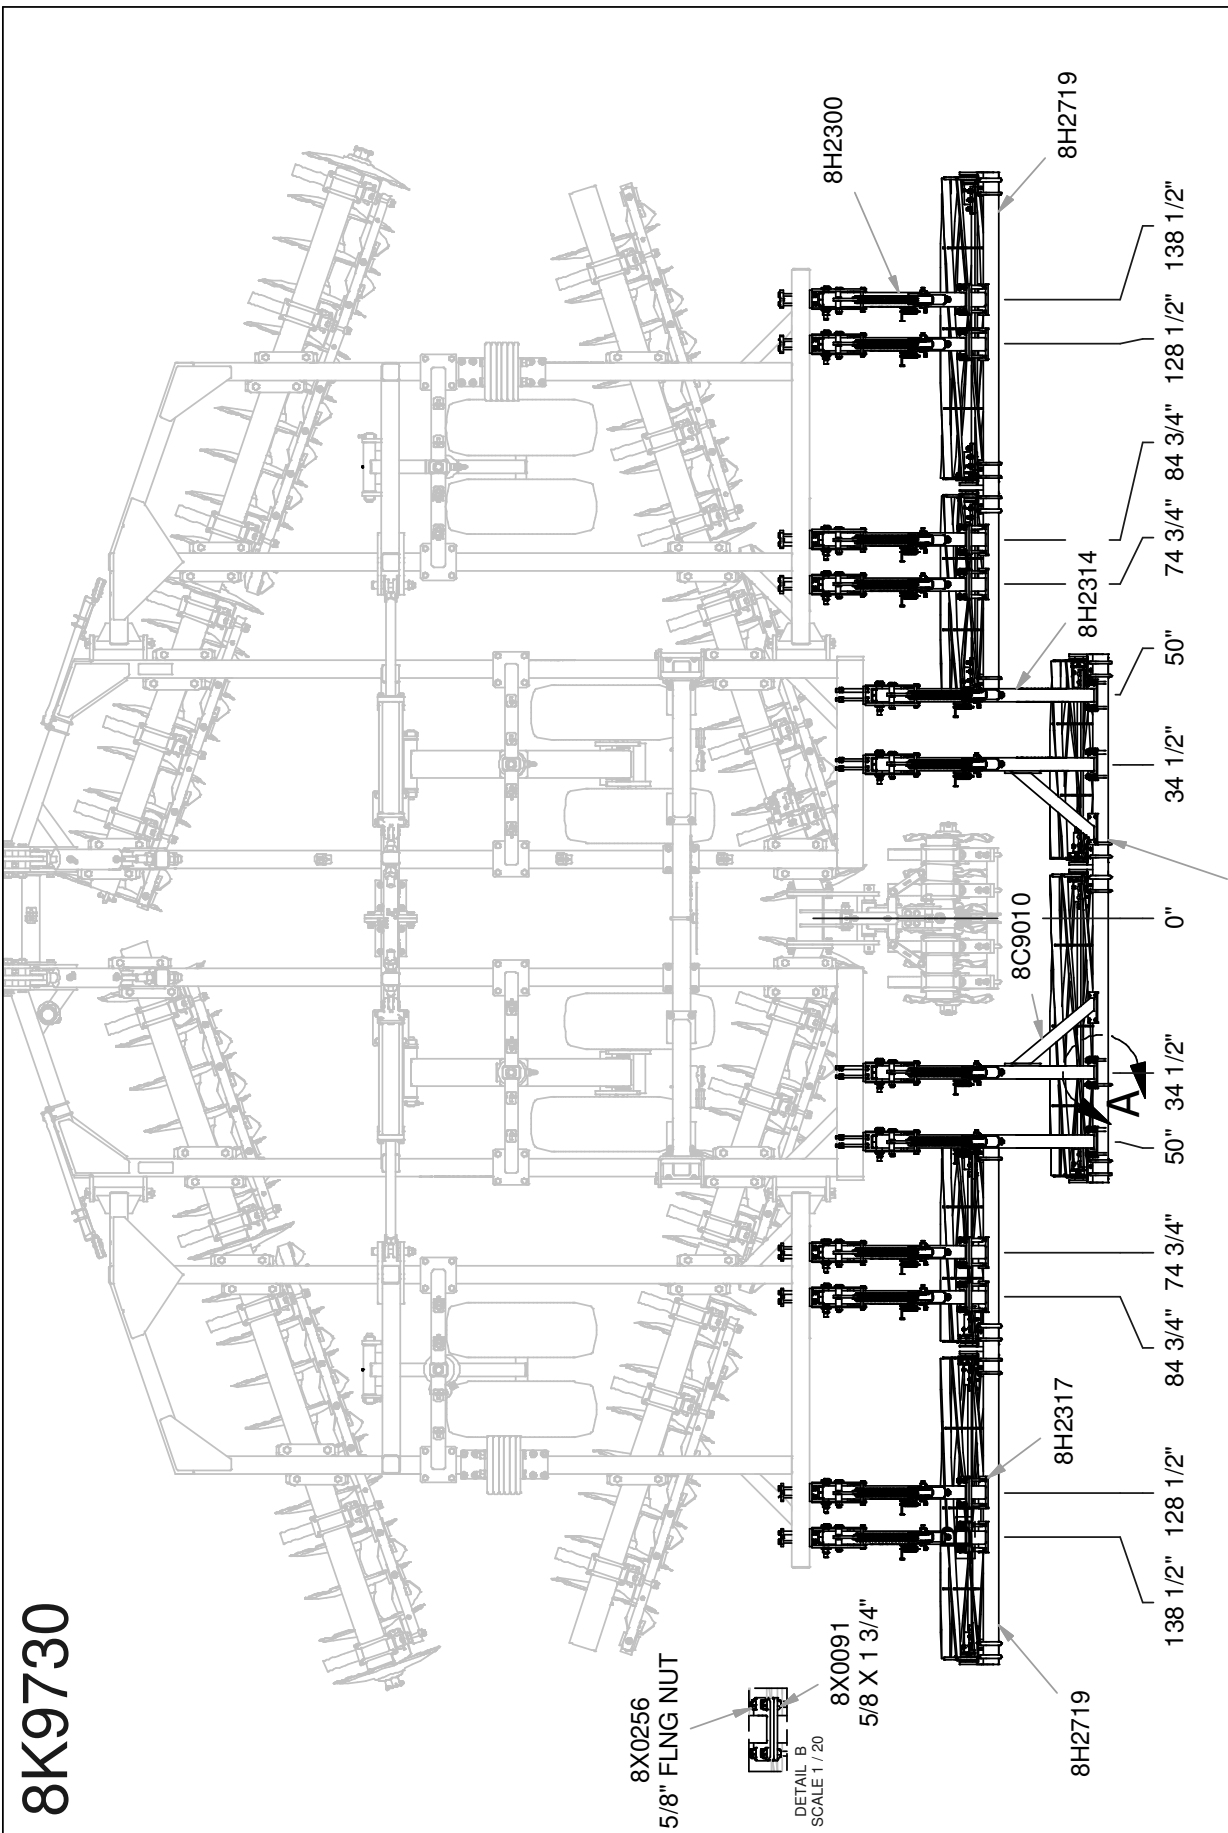 8K9730
8X0256
5/8" FLNG NUT
DETAIL B
SCALE 1 / 20
8X0091
5/8 X 1 3/4"
8H2300
8H2719
8H2314
8C9010
A
8H2317
8H2719
138 1/2"
128 1/2"
84 3/4"
74 3/4"
50"
34 1/2"
0"
34 1/2"
50"
74 3/4"
84 3/4"
128 1/2"
138 1/2"